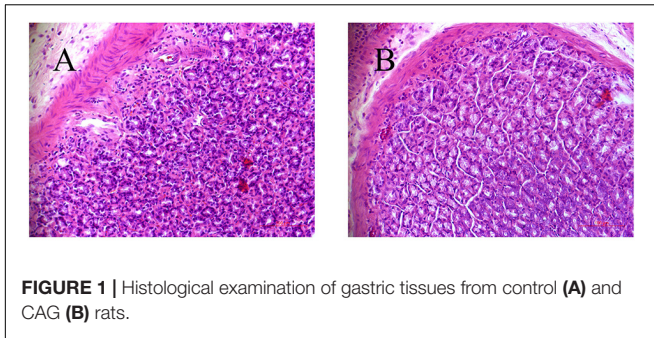 A
B
FIGURE 1 | Histological examination of gastric tissues from control (A) and
CAG (B) rats.